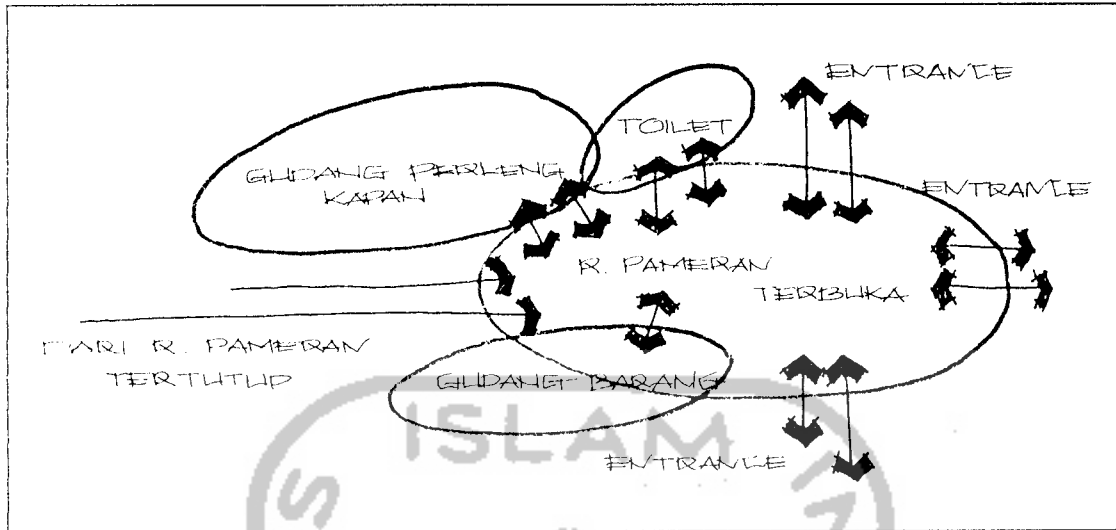 ENTRANCE
TOILET
GUDANG PERLENG
KAPAN
ENTRANCE
R. PAMERAN
TERBUKA
DARI R. PAMERAN
TERTUTUP
GUDANG BARANG
ISLAM
ENTRANCE